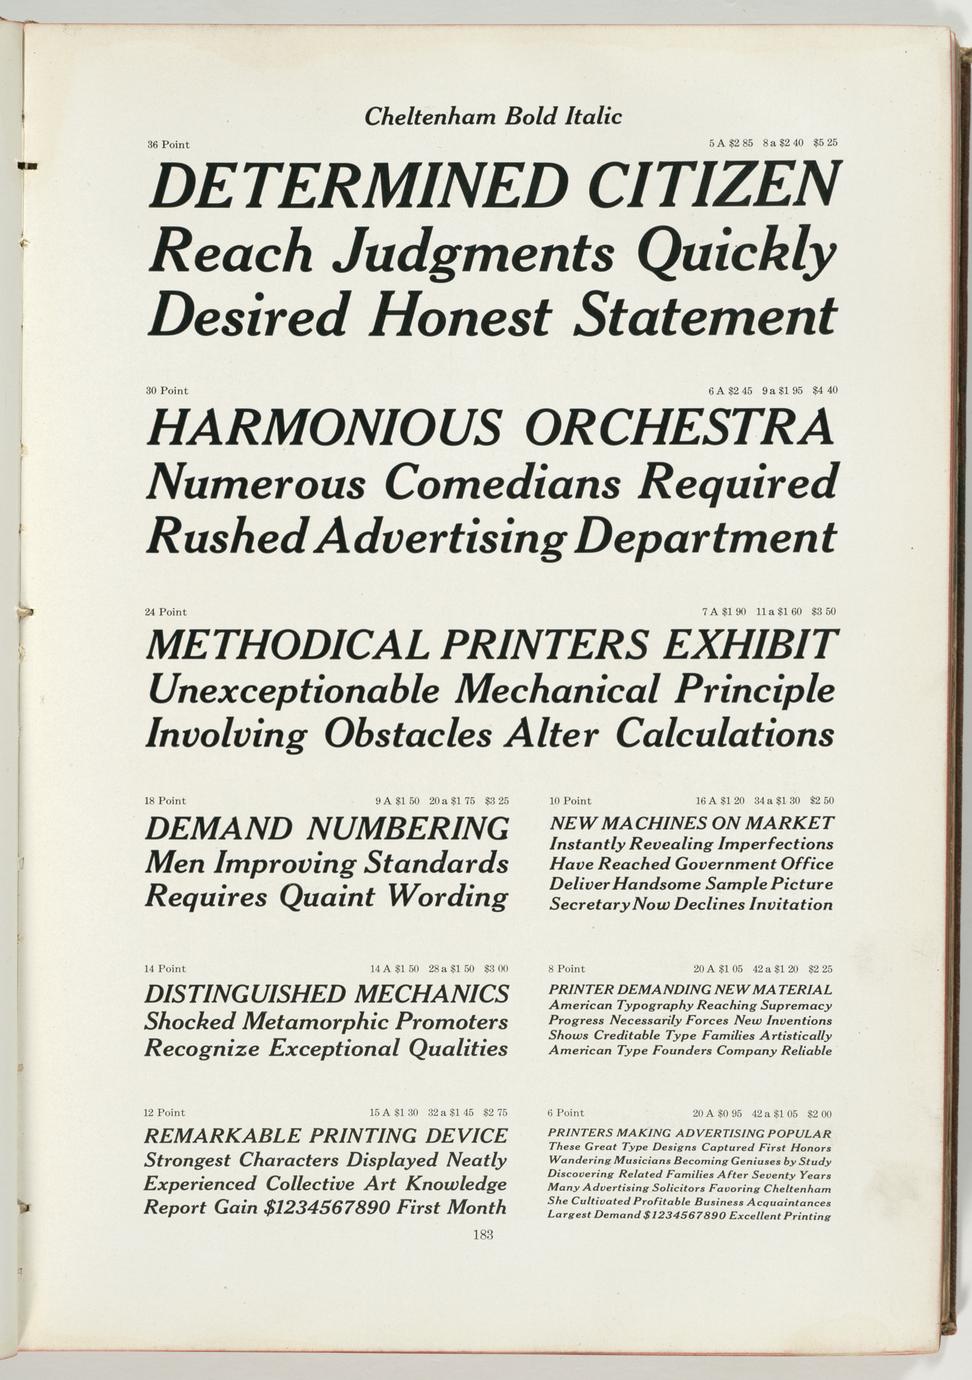 Cheltenham Bold Italic
36 Point 5 A $2 85 8 a $2 40 $5 25
DETERMINED CITIZEN
Reach Judgments Quickly
Desired Honest Statement
30 Point 6 A $2 45 9 a $1 95 $4 40
HARMONIOUS ORCHESTRA
Numerous Comedians Required
Rushed Advertising Department
24 Point 7 A $1 90 11 a $1 60 $3 50
METHODICAL PRINTERS EXHIBIT
Unexceptionable Mechanical Principle
Involving Obstacles Alter Calculations
18 Point 9 A $1 50 20 a $1 75 $3 25
DEMAND NUMBERING
Men Improving Standards
Requires Quaint Wording
14 Point 14 A $1 50 28 a $1 50 $3 00
DISTINGUISHED MECHANICS
Shocked Metamorphic Promoters
Recognize Exceptional Qualities
12 Point 15 A $1 30 32 a $1 45 $2 75
REMARKABLE PRINTING DEVICE
Strongest Characters Displayed Neatly
Experienced Collective Art Knowledge
Report Gain $1234567890 First Month
10 Point 16 A $1 20 34 a $1 30 $2 50
NEW MACHINES ON MARKET
Instantly Revealing Imperfections
Have Reached Government Office
Deliver Handsome Sample Picture
Secretary Now Declines Invitation
8 Point 20 A $1 05 42 a $1 20 $2 25
PRINTER DEMANDING NEW MATERIAL
American Typography Reaching Supremacy
Progress Necessarily Forces New Inventions
Shows Creditable Type Families Artistically
American Type Founders Company Reliable
6 Point 20 A $0 95 42 a $1 05 $2 00
PRINTERS MAKING ADVERTISING POPULAR
These Great Type Designs Captured First Honors
Wandering Musicians Becoming Geniuses by Study
Discovering Related Families After Seventy Years
Many Advertising Solicitors Favoring Cheltenham
She Cultivated Profitable Business Acquaintances
Largest Demand $1234567890 Excellent Printing
183